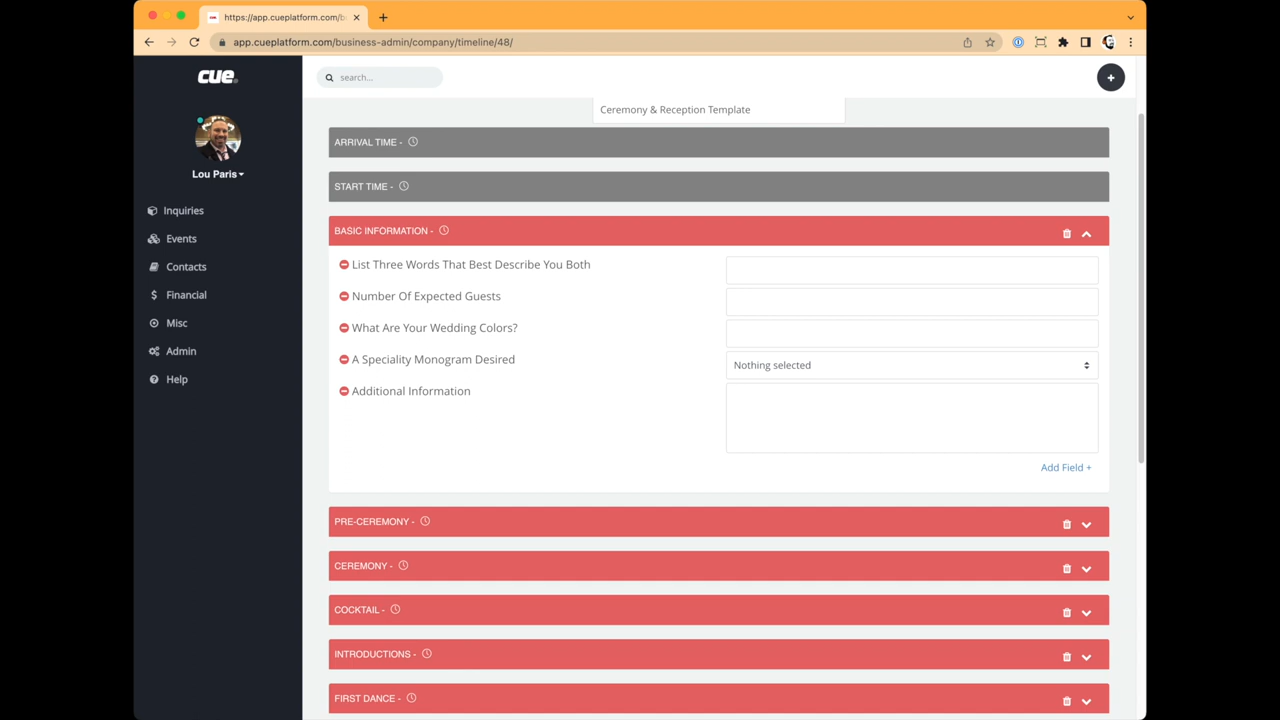 https://app.cueplatform.com/b
app.cueplatform.com/business-admin/company/timeline/48/
cue
search...
Lou Paris
Inquiries
Events
Contacts
Financial
Misc
Admin
Help
Ceremony & Reception Template
ARRIVAL TIME -
START TIME -
BASIC INFORMATION -
List Three Words That Best Describe You Both
Number Of Expected Guests
What Are Your Wedding Colors?
A Speciality Monogram Desired
Nothing selected
Additional Information
Add Field +
PRE-CEREMONY -
CEREMONY -
COCKTAIL -
INTRODUCTIONS -
FIRST DANCE -